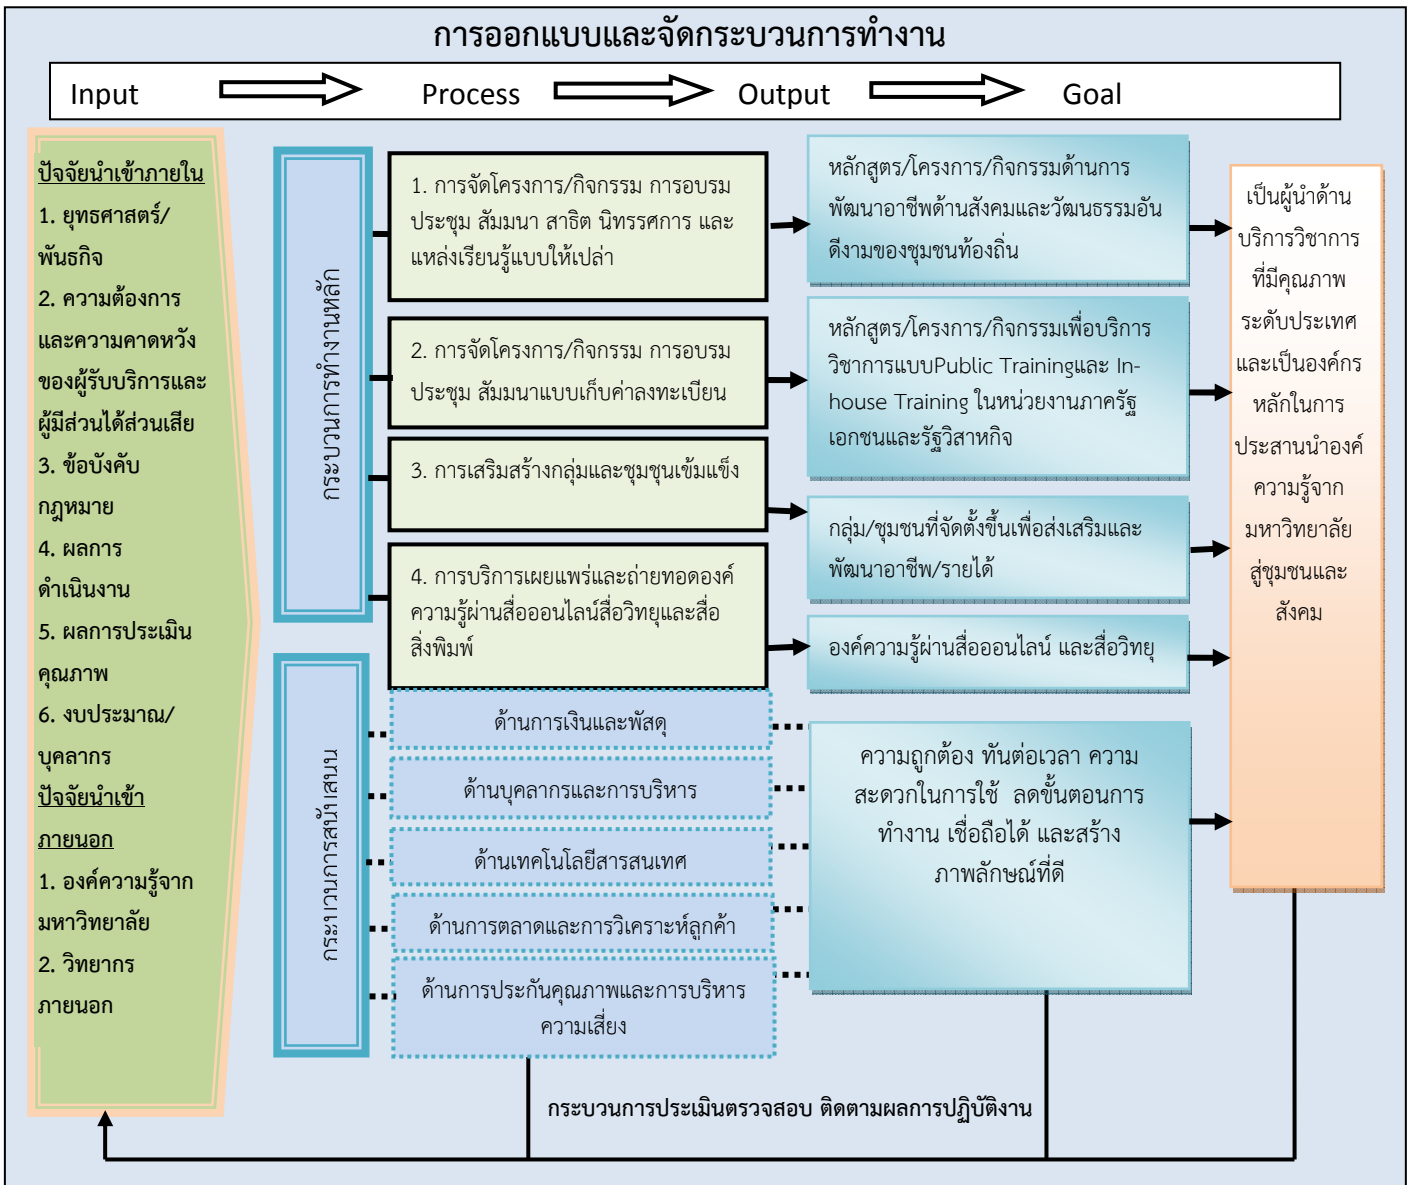 การออกแบบและจัดกระบวนการทำงาน
Input Process Output Goal
ปัจจัยนำเข้าภายใน
1. ยุทธศาสตร์/
พันธกิจ
2. ความต้องการ
และความคาดหวัง
ของผู้รับบริการและ
ผู้มีส่วนได้ส่วนเสีย
3. ข้อบังคับ
กฎหมาย
4. ผลการ
ดำเนินงาน
5. ผลการประเมิน
คุณภาพ
6. งบประมาณ/
บุคลากร
ปัจจัยนำเข้า
ภายนอก
1. องค์ความรู้จาก
มหาวิทยาลัย
2. วิทยากร
ภายนอก
กระบวนการทำงานหลัก
1. การจัดโครงการ/กิจกรรม การอบรม
ประชุม สัมมนา สาธิต นิทรรศการ และ
แหล่งเรียนรู้แบบให้เปล่า
2. การจัดโครงการ/กิจกรรม การอบรม
ประชุม สัมมนาแบบเก็บค่าลงทะเบียน
3. การเสริมสร้างกลุ่มและชุมชุนเข้มแข็ง
4. การบริการเผยแพร่และถ่ายทอดองค์
ความรู้ผ่านสื่อออนไลน์สื่อวิทยุและสื่อ
สิ่งพิมพ์
กระบวนการสนับสนุน
ด้านการเงินและพัสดุ
ด้านบุคลากรและการบริหาร
ด้านเทคโนโลยีสารสนเทศ
ด้านการตลาดและการวิเคราะห์ลูกค้า
ด้านการประกันคุณภาพและการบริหาร
ความเสี่ยง
หลักสูตร/โครงการ/กิจกรรมด้านการ
พัฒนาอาชีพด้านสังคมและวัฒนธรรมอัน
ดีงามของชุมชนท้องถิ่น
หลักสูตร/โครงการ/กิจกรรมเพื่อบริการ
วิชาการแบบPublic Trainingและ In-
house Training ในหน่วยงานภาครัฐ
เอกชนและรัฐวิสาหกิจ
กลุ่ม/ชุมชนที่จัดตั้งขึ้นเพื่อส่งเสริมและ
พัฒนาอาชีพ/รายได้
องค์ความรู้ผ่านสื่อออนไลน์ และสื่อวิทยุ
ความถูกต้อง ทันต่อเวลา ความ
สะดวกในการใช้ ลดขั้นตอนการ
ทำงาน เชื่อถือได้ และสร้าง
ภาพลักษณ์ที่ดี
เป็นผู้นำด้าน
บริการวิชาการ
ที่มีคุณภาพ
ระดับประเทศ
และเป็นองค์กร
หลักในการ
ประสานนำองค์
ความรู้จาก
มหาวิทยาลัย
สู่ชุมชนและ
สังคม
กระบวนการประเมินตรวจสอบ ติดตามผลการปฏิบัติงาน